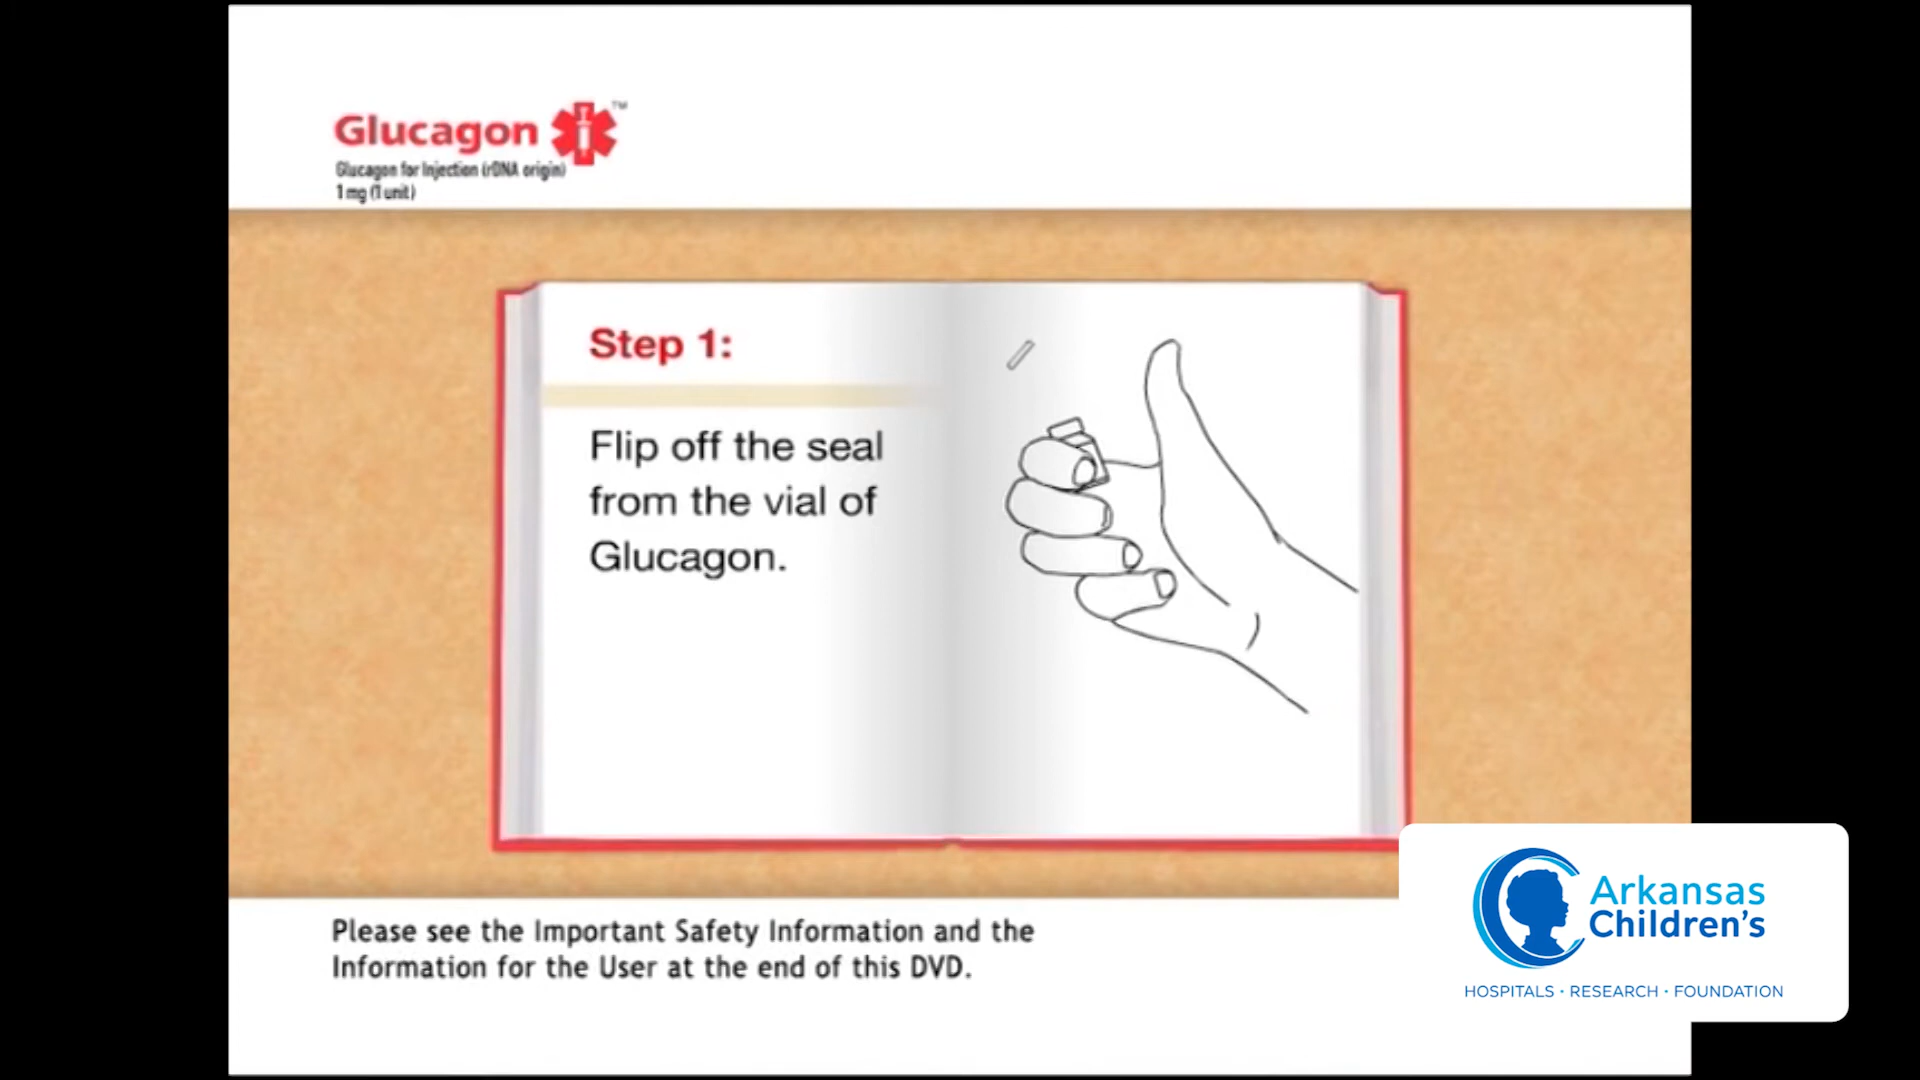 Glucagon ™
Glucagon for Injection (rDNA origin)
1 mg (1 unit)
Step 1:
Flip off the seal
from the vial of
Glucagon.
Please see the Important Safety Information and the
Information for the User at the end of this DVD.
Arkansas
Children's
HOSPITALS · RESEARCH · FOUNDATION